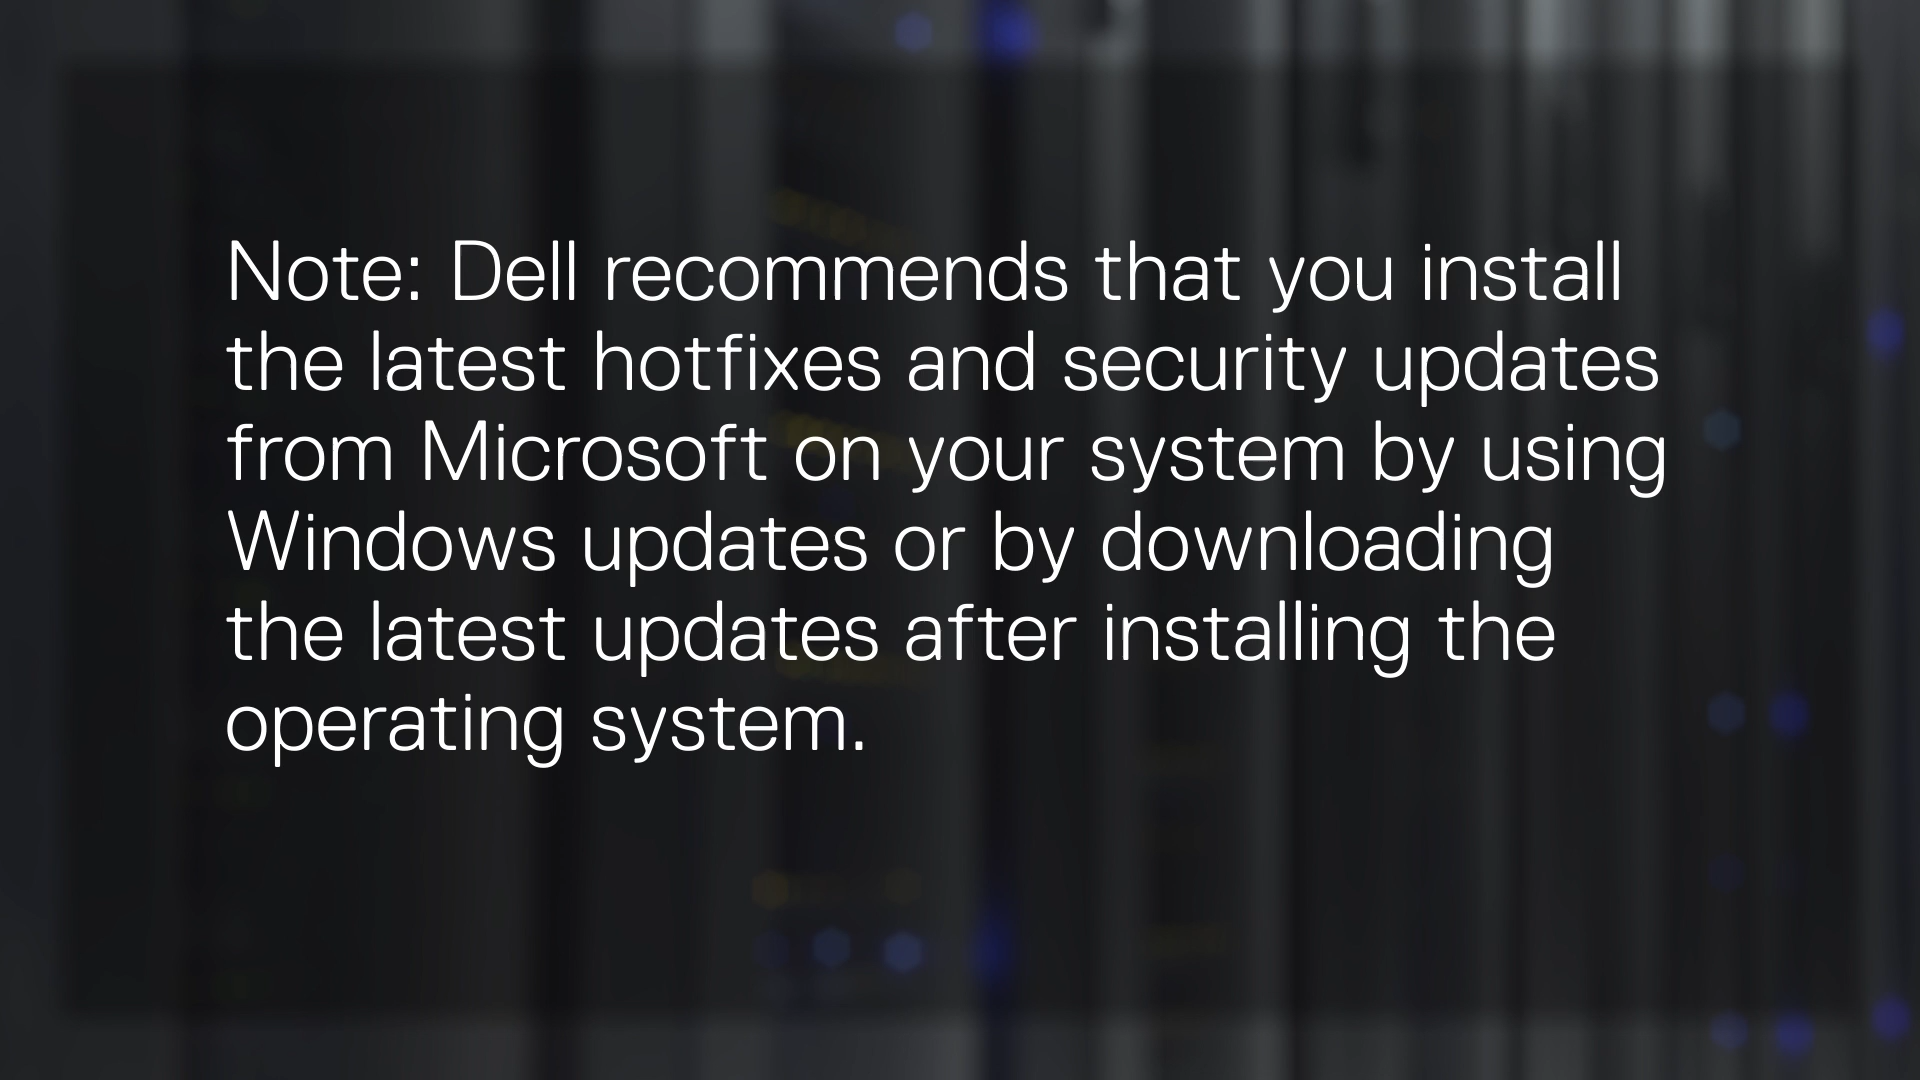 Note: Dell recommends that you install
the latest hotfixes and security updates
from Microsoft on your system by using
Windows updates or by downloading
the latest updates after installing the
operating system.